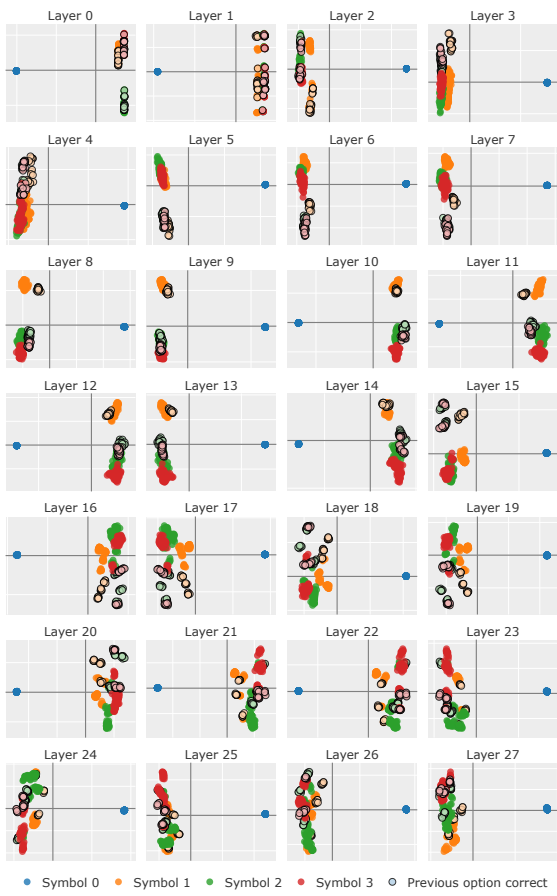 Layer 0 Layer 1 Layer 2 Layer 3
Layer 4 Layer 5 Layer 6 Layer 7
Layer 8 Layer 9 Layer 10 Layer 11
Layer 12 Layer 13 Layer 14 Layer 15
Layer 16 Layer 17 Layer 18 Layer 19
Layer 20 Layer 21 Layer 22 Layer 23
Layer 24 Layer 25 Layer 26 Layer 27
Symbol 0 Symbol 1 Symbol 2 Symbol 3 Previous option correct